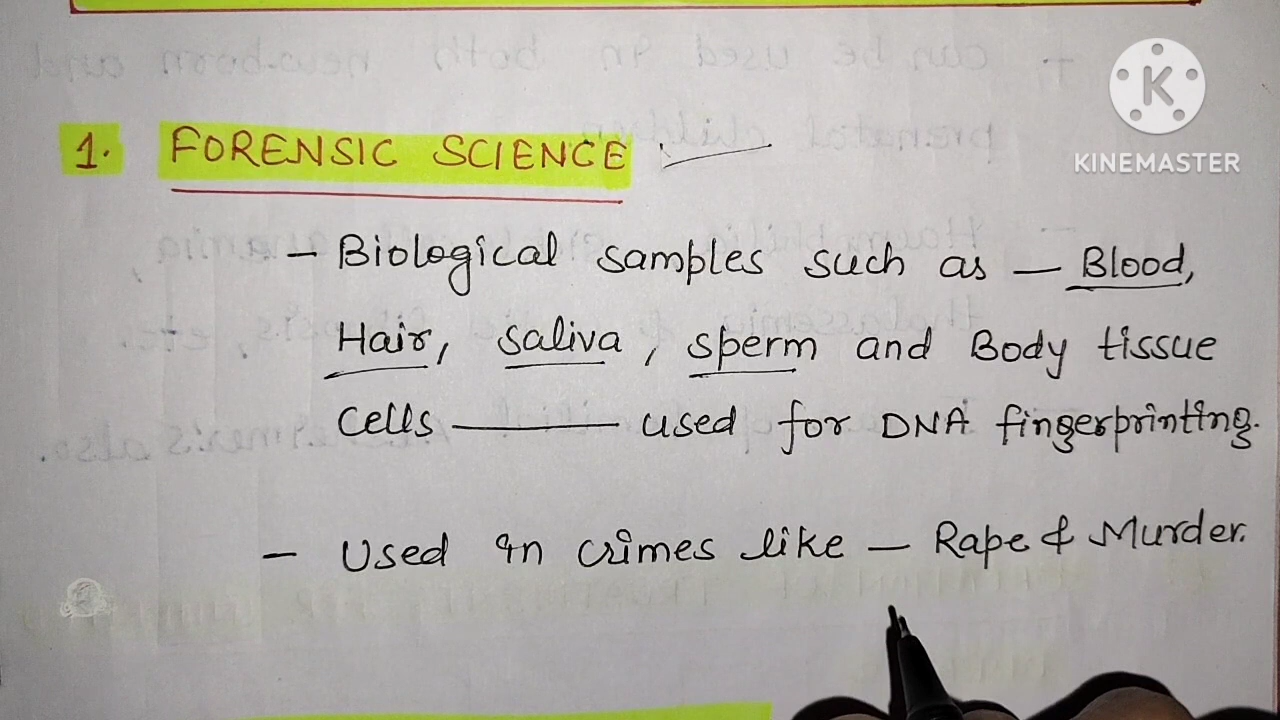 KINEMASTER
1. FORENSIC SCIENCE
- Biological samples such as — Blood,
Hair, saliva, sperm and Body tissue
cells ——— used for DNA fingerprinting.
- Used in crimes like — Rape & Murder.